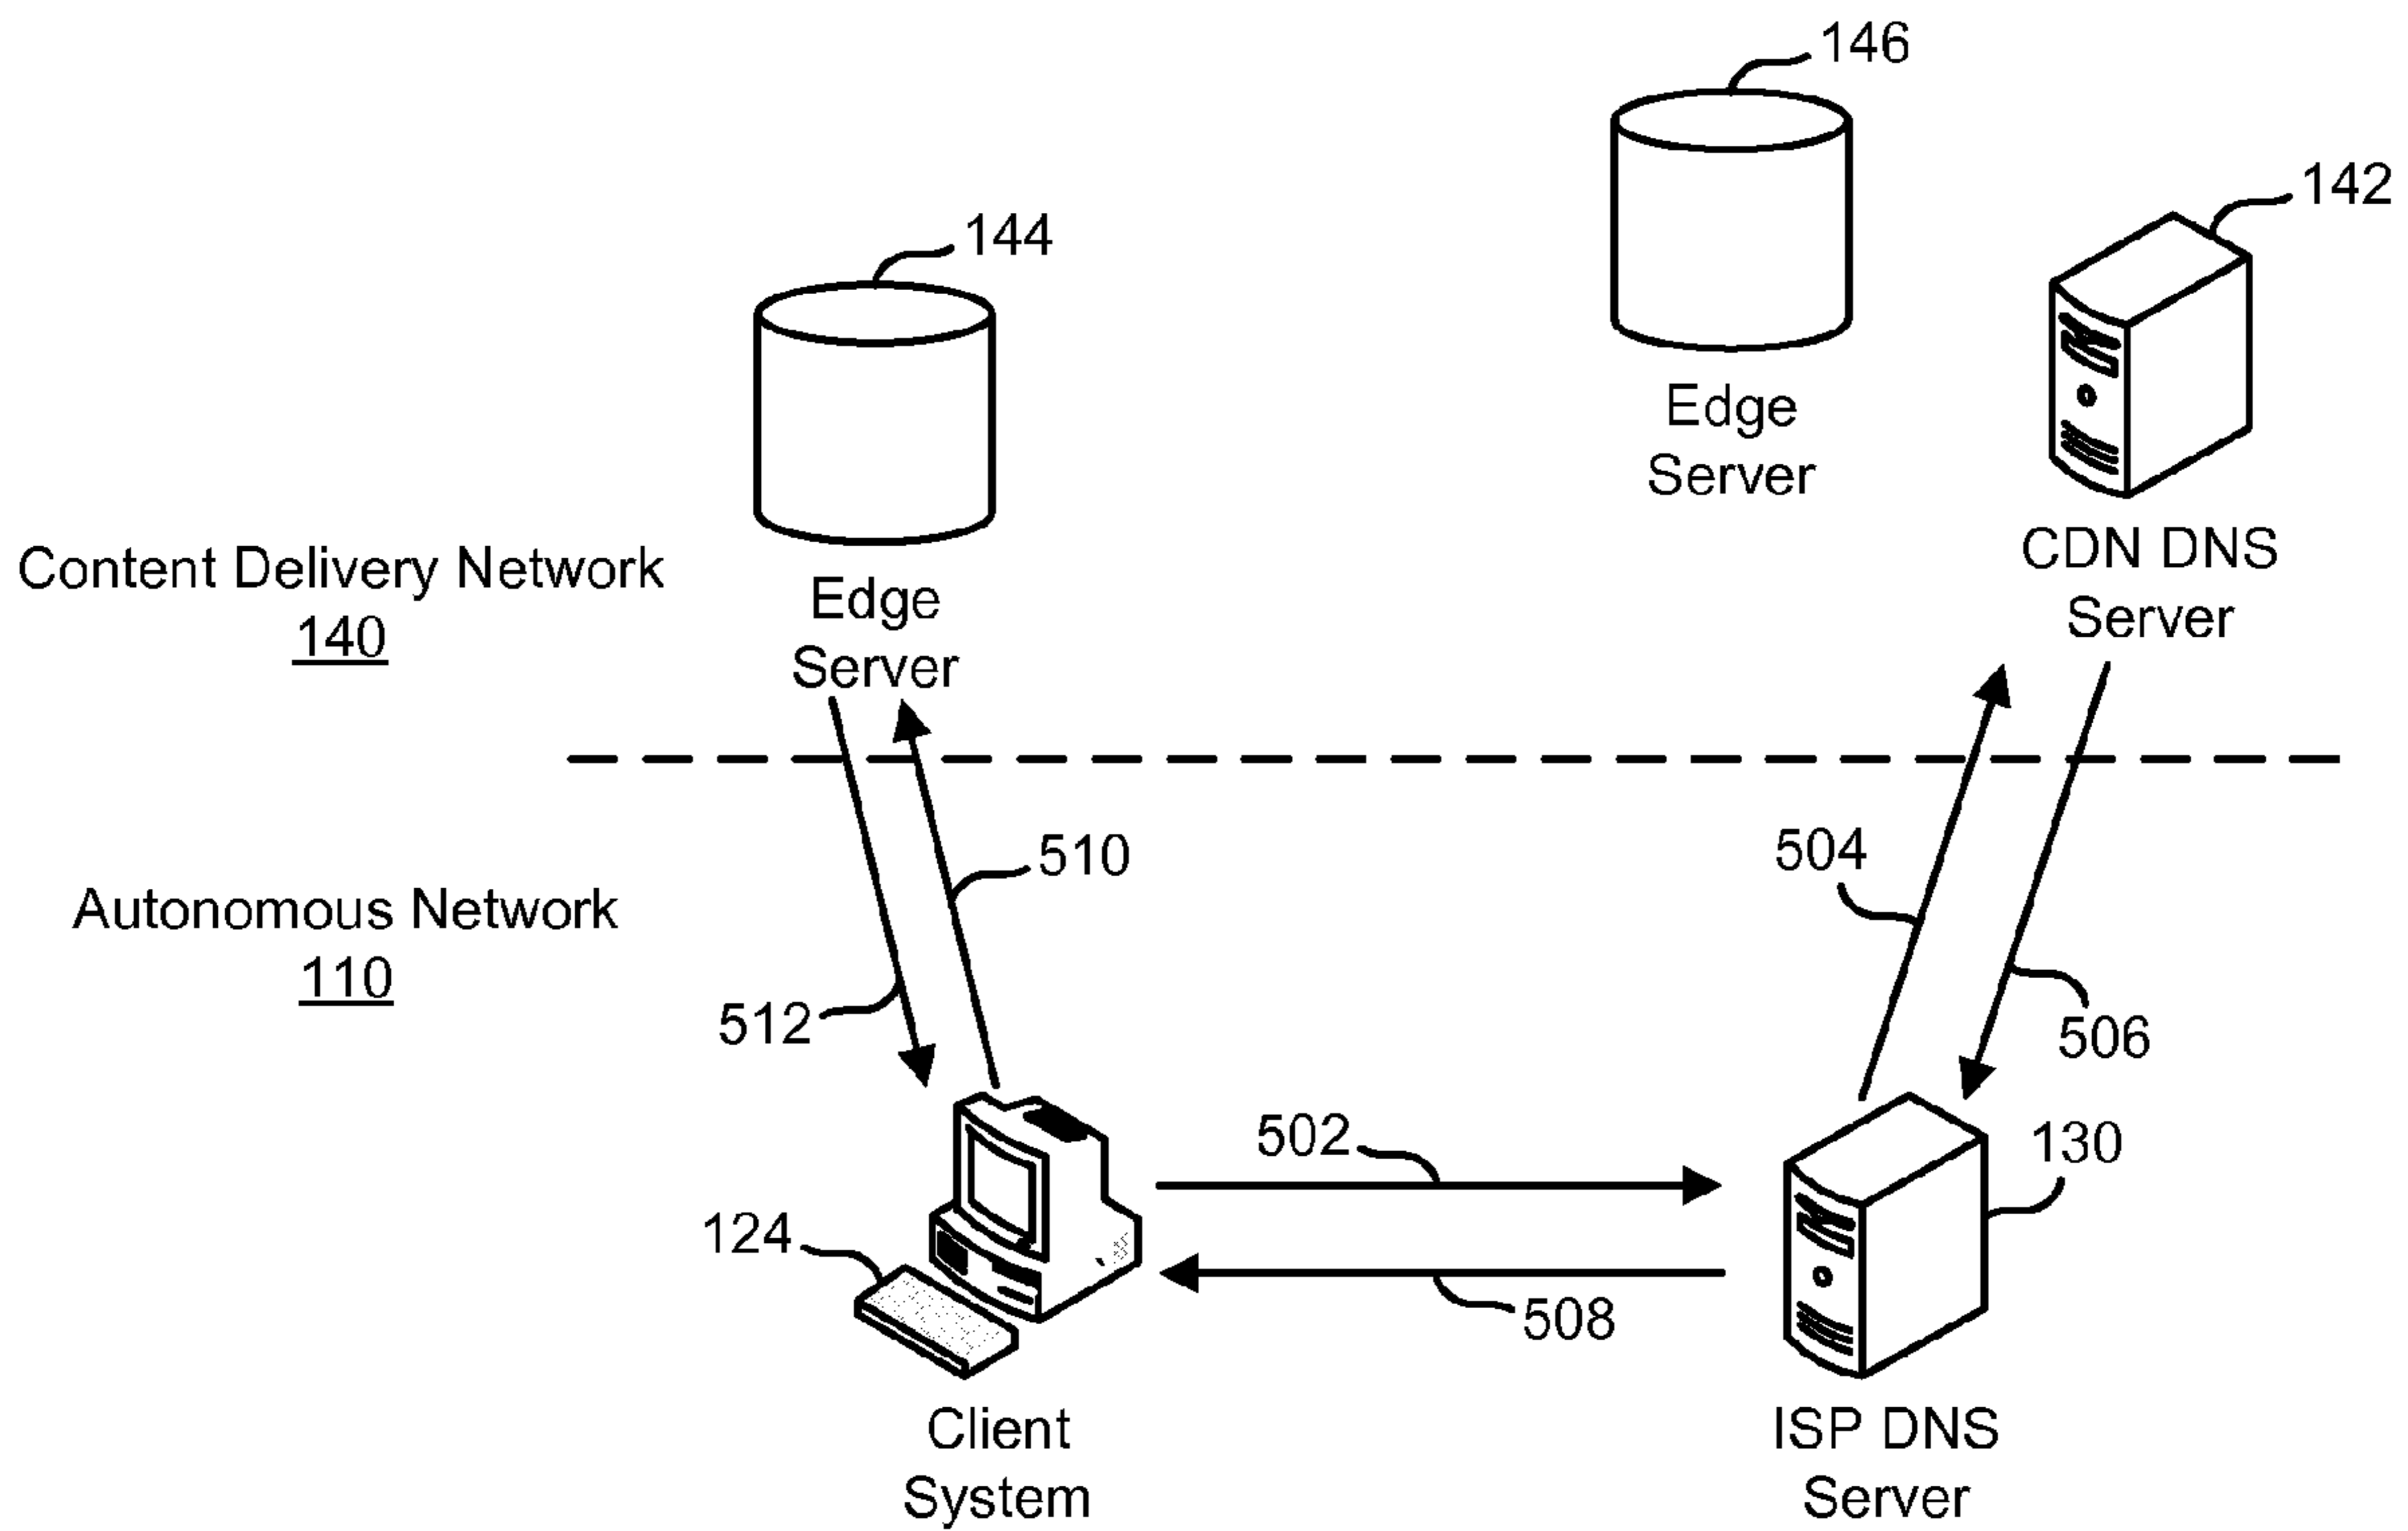 146
142
144
Edge
Server
CDN DNS
Server
Content Delivery Network
140
Edge
Server
510
504
Autonomous Network
110
512
506
502
130
124
508
Client
System
ISP DNS
Server